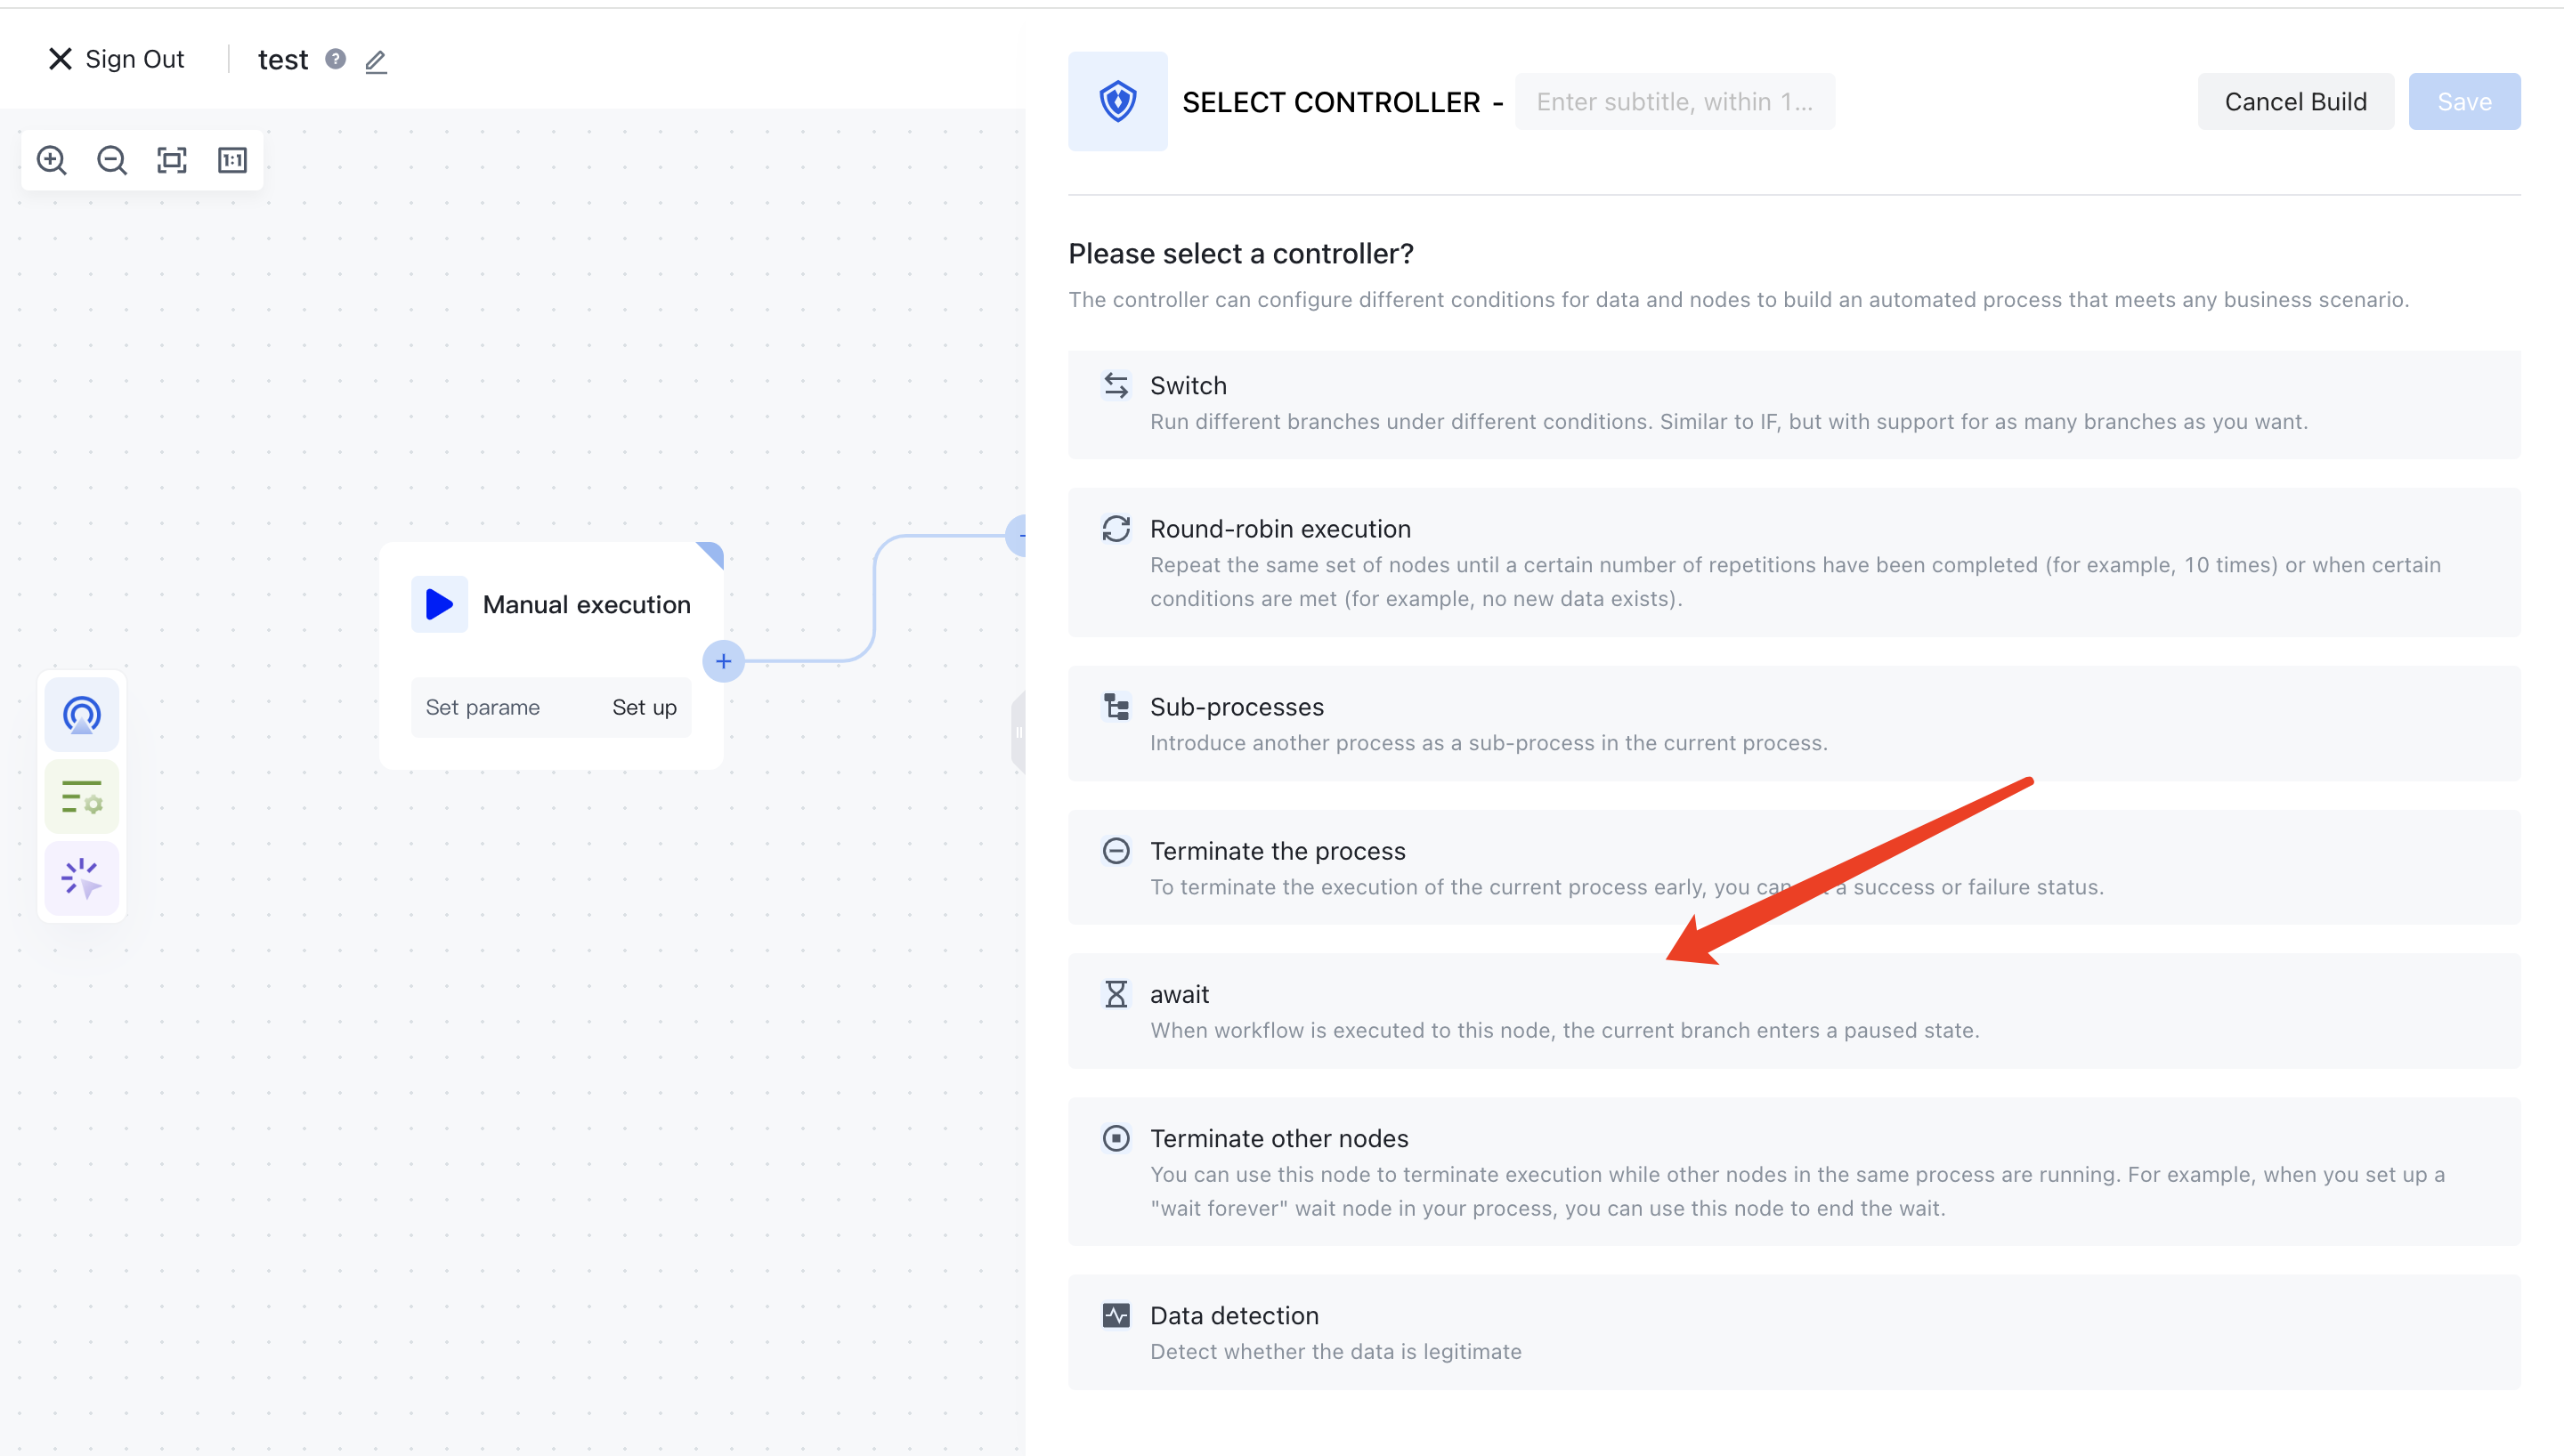 Sign Out
test
?
SELECT CONTROLLER -
Enter subtitle, within 1...
Cancel Build
Save
1:1
Please select a controller?
The controller can configure different conditions for data and nodes to build an automated process that meets any business scenario.
Switch
Run different branches under different conditions. Similar to IF, but with support for as many branches as you want.
Round-robin execution
Repeat the same set of nodes until a certain number of repetitions have been completed (for example, 10 times) or when certain
conditions are met (for example, no new data exists).
Manual execution
Set parame
Set up
Sub-processes
Introduce another process as a sub-process in the current process.
Terminate the process
To terminate the execution of the current process early, you can a success or failure status.
await
When workflow is executed to this node, the current branch enters a paused state.
Terminate other nodes
You can use this node to terminate execution while other nodes in the same process are running. For example, when you set up a
"wait forever" wait node in your process, you can use this node to end the wait.
Data detection
Detect whether the data is legitimate